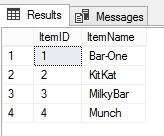 Results Messages
ItemID ItemName
1 1 Bar-One
2 2 KitKat
3 3 MilkyBar
4 4 Munch